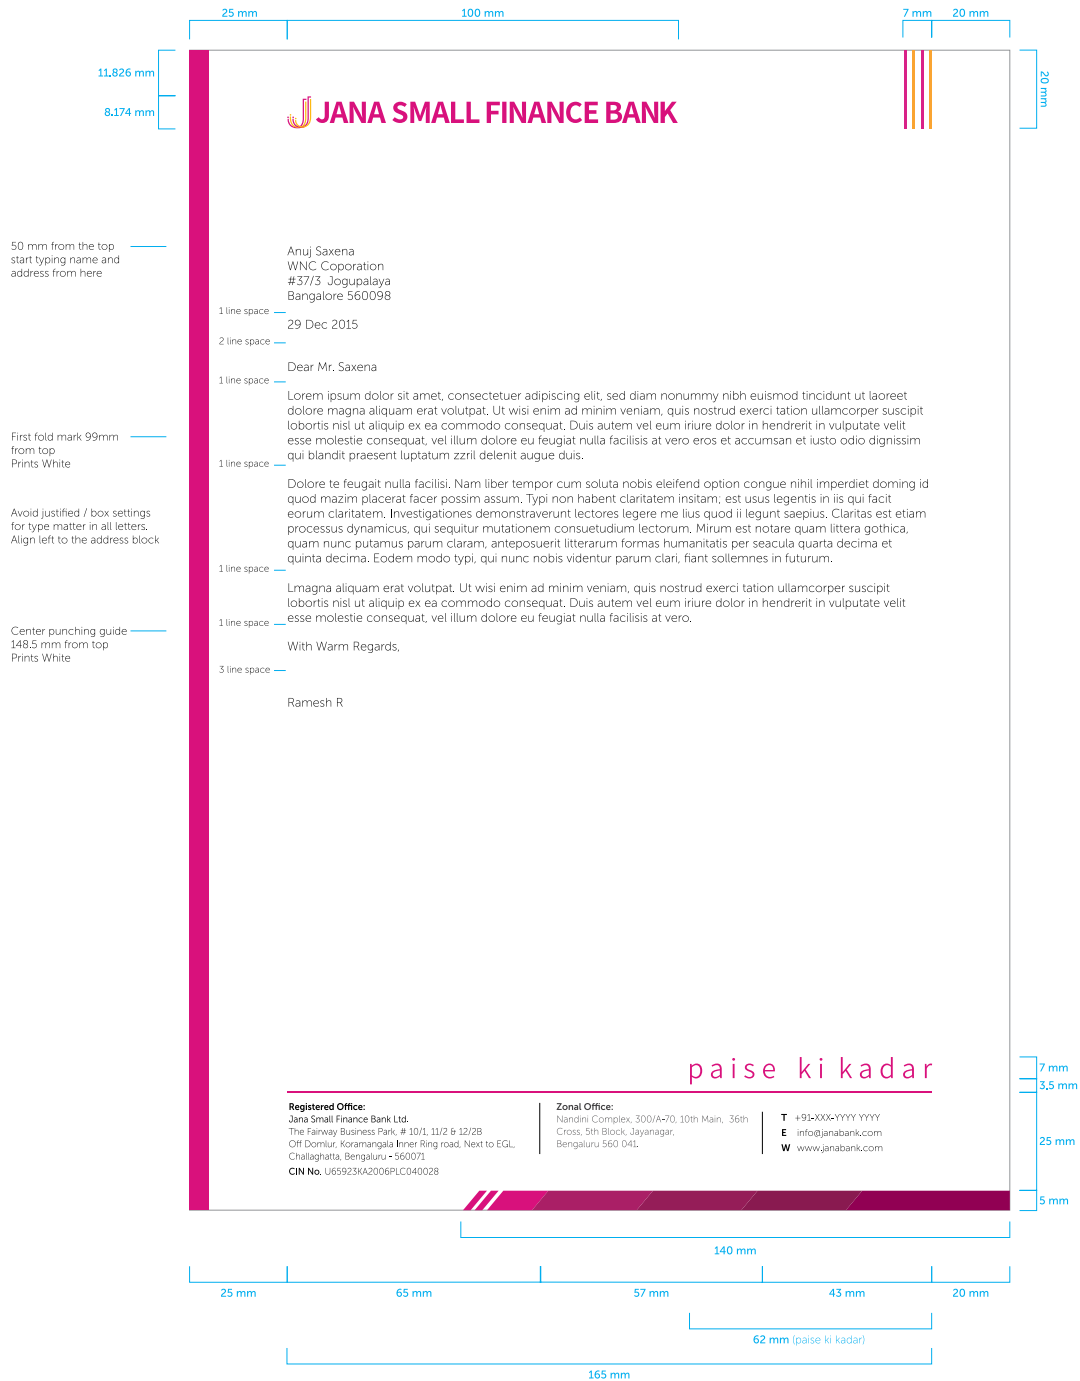 25 mm
100 mm
7 mm
20 mm
11.826 mm
8.174 mm
20 mm
JANA SMALL FINANCE BANK
50 mm from the top
start typing name and
address from here
Anuj Saxena
WNC Coporation
#37/3 Jogupalaya
Bangalore 560098
1 line space
29 Dec 2015
2 line space
Dear Mr. Saxena
1 line space
Lorem ipsum dolor sit amet, consectetuer adipiscing elit, sed diam nonummy nibh euismod tincidunt ut laoreet
dolore magna aliquam erat volutpat. Ut wisi enim ad minim veniam, quis nostrud exerci tation ullamcorper suscipit
lobortis nisl ut aliquip ex ea commodo consequat. Duis autem vel eum iriure dolor in hendrerit in vulputate velit
esse molestie consequat, vel illum dolore eu feugiat nulla facilisis at vero eros et accumsan et iusto odio dignissim
qui blandit praesent luptatum zzril delenit augue duis.
First fold mark 99mm
from top
Prints White
1 line space
Dolore te feugait nulla facilisi. Nam liber tempor cum soluta nobis eleifend option congue nihil imperdiet doming id
quod mazim placerat facer possim assum. Typi non habent claritatem insitam; est usus legentis in iis qui facit
eorum claritatem. Investigationes demonstraverunt lectores legere me lius quod ii legunt saepius. Claritas est etiam
processus dynamicus, qui sequitur mutationem consuetudium lectorum. Mirum est notare quam littera gothica,
quam nunc putamus parum claram, anteposuerit litterarum formas humanitatis per seacula quarta decima et
quinta decima. Eodem modo typi, qui nunc nobis videntur parum clari, fiant sollemnes in futurum.
Avoid justified / box settings
for type matter in all letters.
Align left to the address block
1 line space
Lmagna aliquam erat volutpat. Ut wisi enim ad minim veniam, quis nostrud exerci tation ullamcorper suscipit
lobortis nisl ut aliquip ex ea commodo consequat. Duis autem vel eum iriure dolor in hendrerit in vulputate velit
esse molestie consequat, vel illum dolore eu feugiat nulla facilisis at vero.
1 line space
Center punching guide
148.5 mm from top
Prints White
With Warm Regards,
3 line space
Ramesh R
paise ki kadar
7 mm
3.5 mm
25 mm
5 mm
Registered Office:
Jana Small Finance Bank Ltd.
The Fairway Business Park, # 10/1, 11/2 & 12/2B
Off Domlur, Koramangala Inner Ring road, Next to EGL,
Challaghatta, Bengaluru - 560071
CIN No. U65923KA2006PLC040028
Zonal Office:
Nandini Complex, 300/A-70, 10th Main, 36th
Cross, 5th Block, Jayanagar,
Bengaluru 560 041.
T +91-XXX-YYYY YYYY
E info@janabank.com
W www.janabank.com
140 mm
25 mm
65 mm
57 mm
43 mm
20 mm
62 mm (paise ki kadar)
165 mm